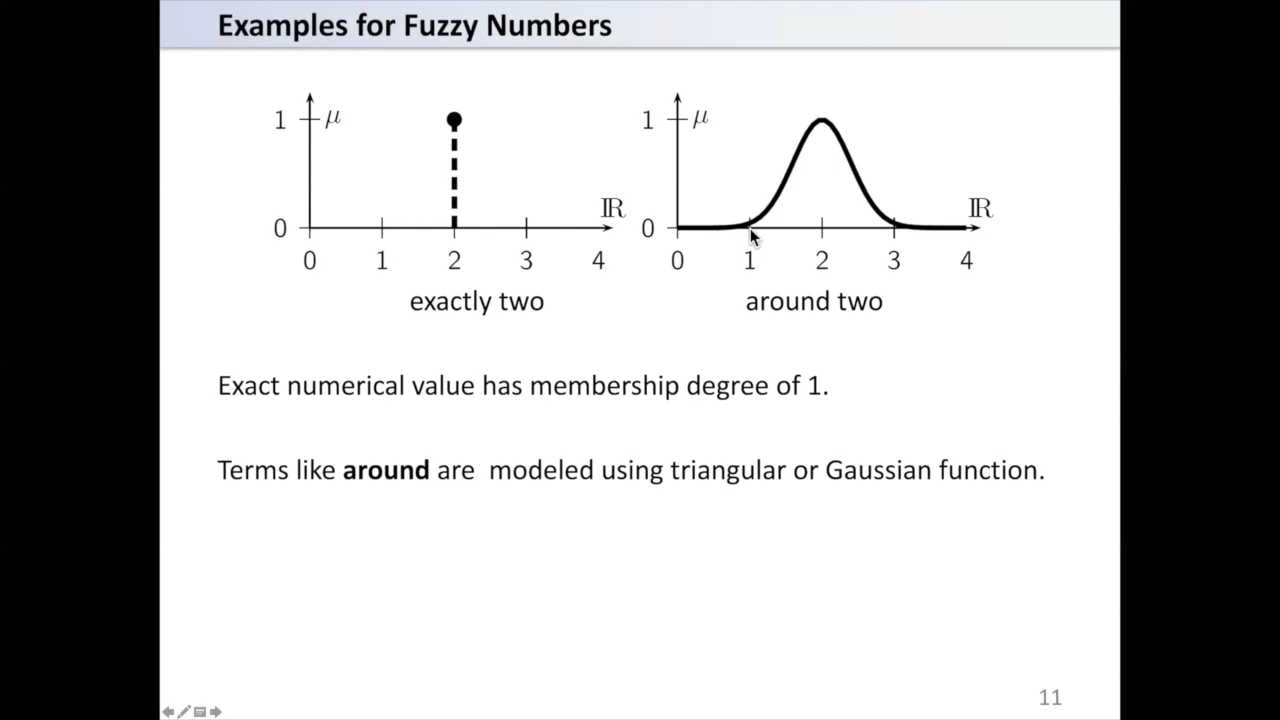 Examples for Fuzzy Numbers
1 μ 1 μ
ℝ ℝ
0 0
0 1 2 3 4 0 1 2 3 4
exactly two around two
Exact numerical value has membership degree of 1.
Terms like around are modeled using triangular or Gaussian function.
11